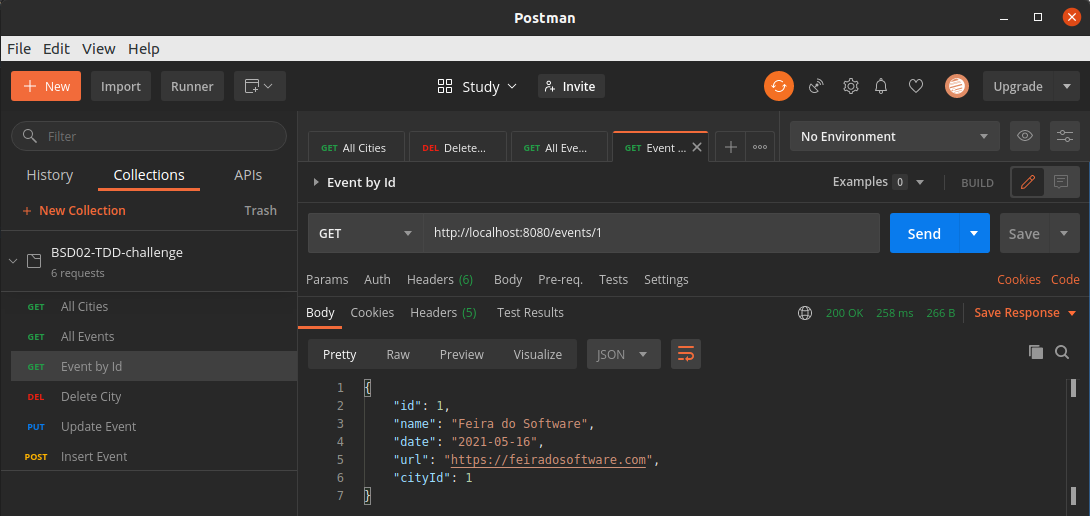 Postman
File Edit View Help
New Import Runner Study Invite Upgrade
Filter
History Collections APIs
New Collection Trash
BSD02-TDD-challenge
6 requests
GET All Cities
GET All Events
GET Event by Id
DEL Delete City
PUT Update Event
POST Insert Event
GET All Cities DEL Delete... GET All Eve... GET Event ... No Environment
Event by Id Examples 0 BUILD
GET http://localhost:8080/events/1 Send Save
Params Auth Headers (6) Body Pre-req. Tests Settings Cookies Code
Body Cookies Headers (5) Test Results 200 OK 258 ms 266 B Save Response
Pretty Raw Preview Visualize JSON
1 {
2 "id": 1,
3 "name": "Feira do Software",
4 "date": "2021-05-16",
5 "url": "https://feiradosoftware.com",
6 "cityId": 1
7 }